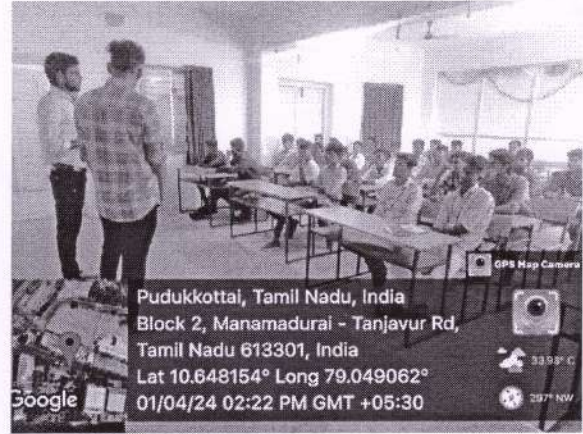 GPS Map Camera
Pudukkottai, Tamil Nadu, India
Block 2, Manamadurai - Tanjavur Rd,
Tamil Nadu 613301, India
Lat 10.648154° Long 79.049062°
01/04/24 02:22 PM GMT +05:30
33.98° C
297° NW
Google